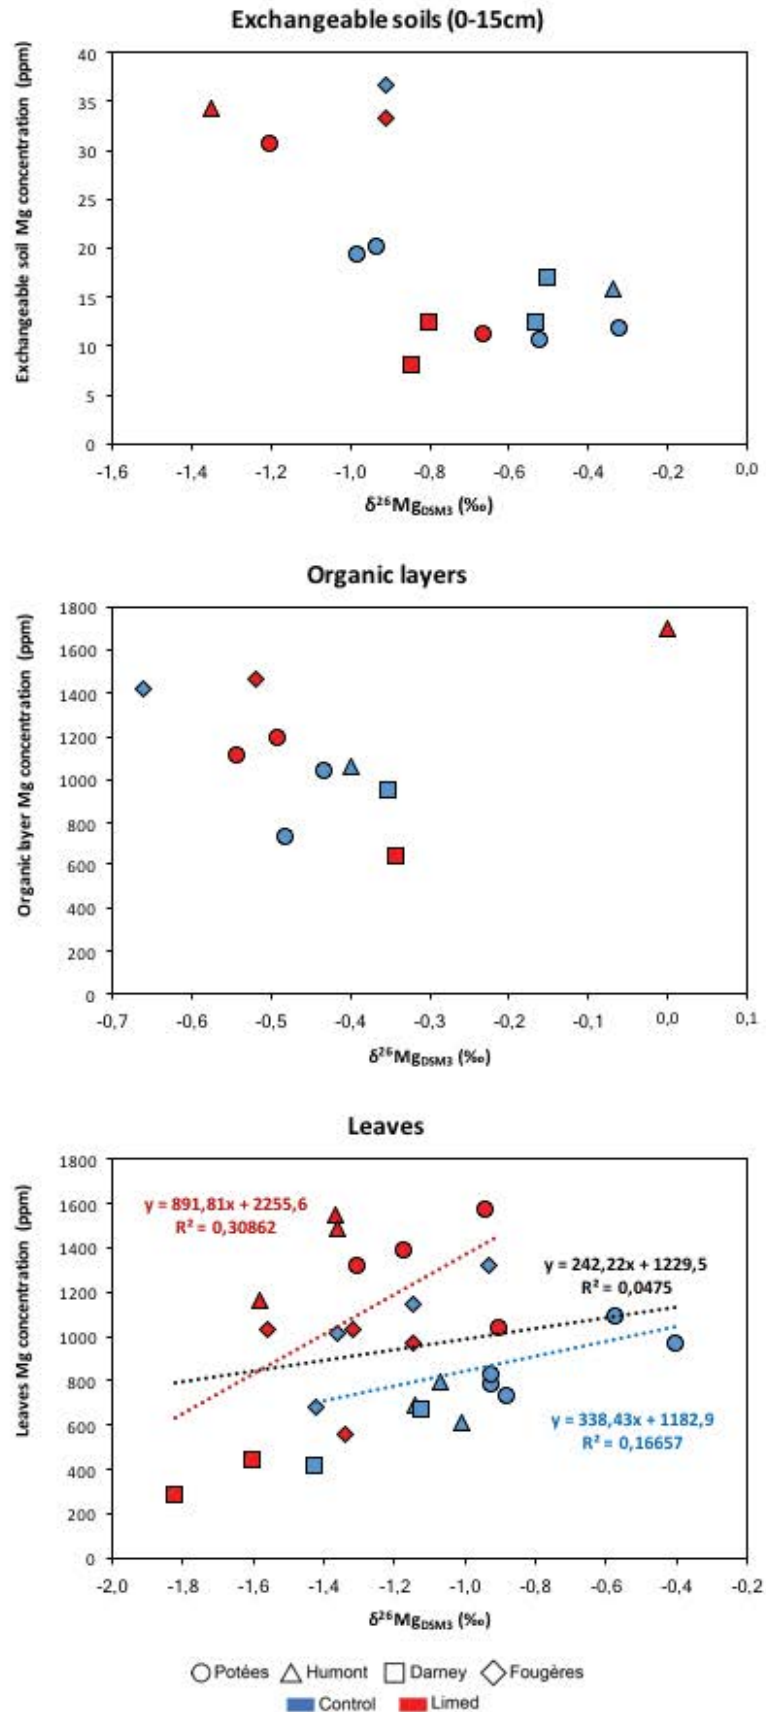 Exchangeable soils (0-15cm)
Exchangeable soil Mg concentration (ppm)
40
35
30
25
20
15
10
5
0
-1,6 -1,4 -1,2 -1,0 -0,8 -0,6 -0,4 -0,2 0,0
δ²⁶Mg_DSM3 (‰)
Organic layers
Organic layer Mg concentration (ppm)
1800
1600
1400
1200
1000
800
600
400
200
0
-0,7 -0,6 -0,5 -0,4 -0,3 -0,2 -0,1 0,0 0,1
δ²⁶Mg_DSM3 (‰)
Leaves
Leaves Mg concentration (ppm)
1800
1600
1400
1200
1000
800
600
400
200
0
y = 891,81x + 2255,6
R² = 0,30862
y = 242,22x + 1229,5
R² = 0,0475
y = 338,43x + 1182,9
R² = 0,16657
-2,0 -1,8 -1,6 -1,4 -1,2 -1,0 -0,8 -0,6 -0,4 -0,2
δ²⁶Mg_DSM3 (‰)
Potées Humont Darney Fougères
Control Limed